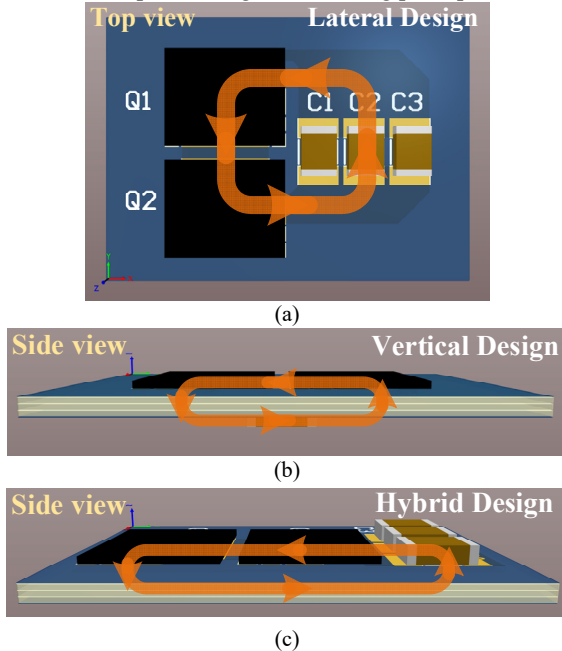 Top view Lateral Design
Q1 C1 C2 C3
Q2
Y
X
Z
(a)
Side view Vertical Design
(b)
Side view Hybrid Design
(c)